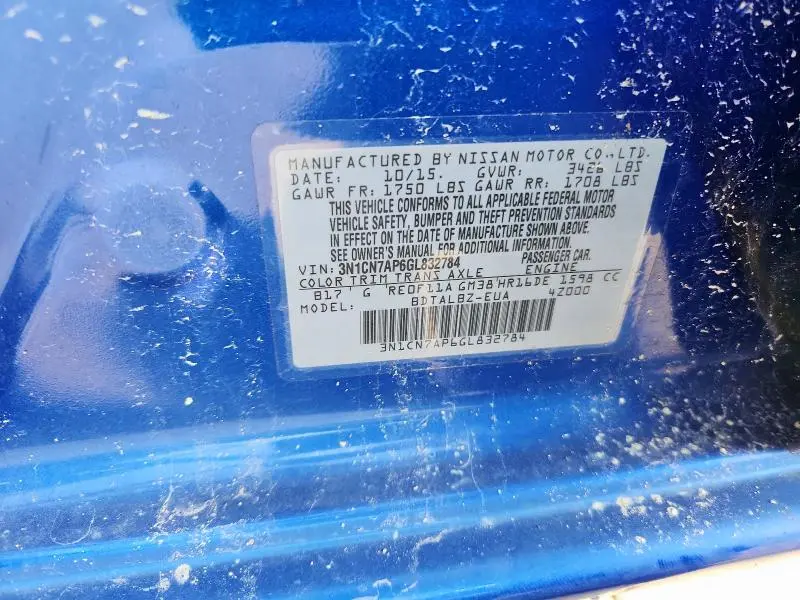 MANUFACTURED BY NISSAN MOTOR CO.,LTD.
DATE: 10/15. GVWR: 3426 LBS
GAWR FR: 1750 LBS GAWR RR: 1708 LBS
THIS VEHICLE CONFORMS TO ALL APPLICABLE FEDERAL MOTOR
VEHICLE SAFETY, BUMPER AND THEFT PREVENTION STANDARDS
IN EFFECT ON THE DATE OF MANUFACTURE SHOWN ABOVE.
SEE OWNER'S MANUAL FOR ADDITIONAL INFORMATION.
VIN: 3N1CN7AP6GL832784 PASSENGER CAR.
COLOR TRIM TRANS AXLE ENGINE
B17 G RE0F11A GM38 HR16DE 1598 CC
MODEL: BDTALBZ-EUA 4Z000
3N1CN7AP6GL832784